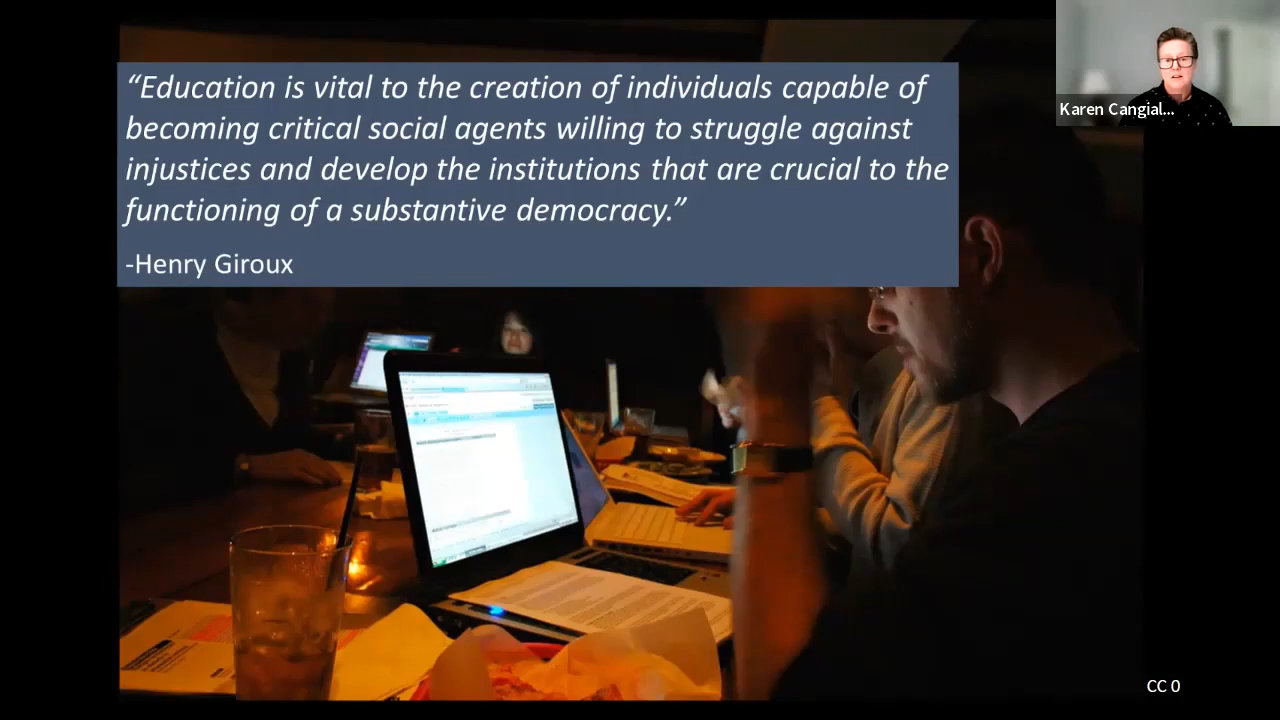 “Education is vital to the creation of individuals capable of
becoming critical social agents willing to struggle against
injustices and develop the institutions that are crucial to the
functioning of a substantive democracy.”
-Henry Giroux
Karen Cangial...
CC 0